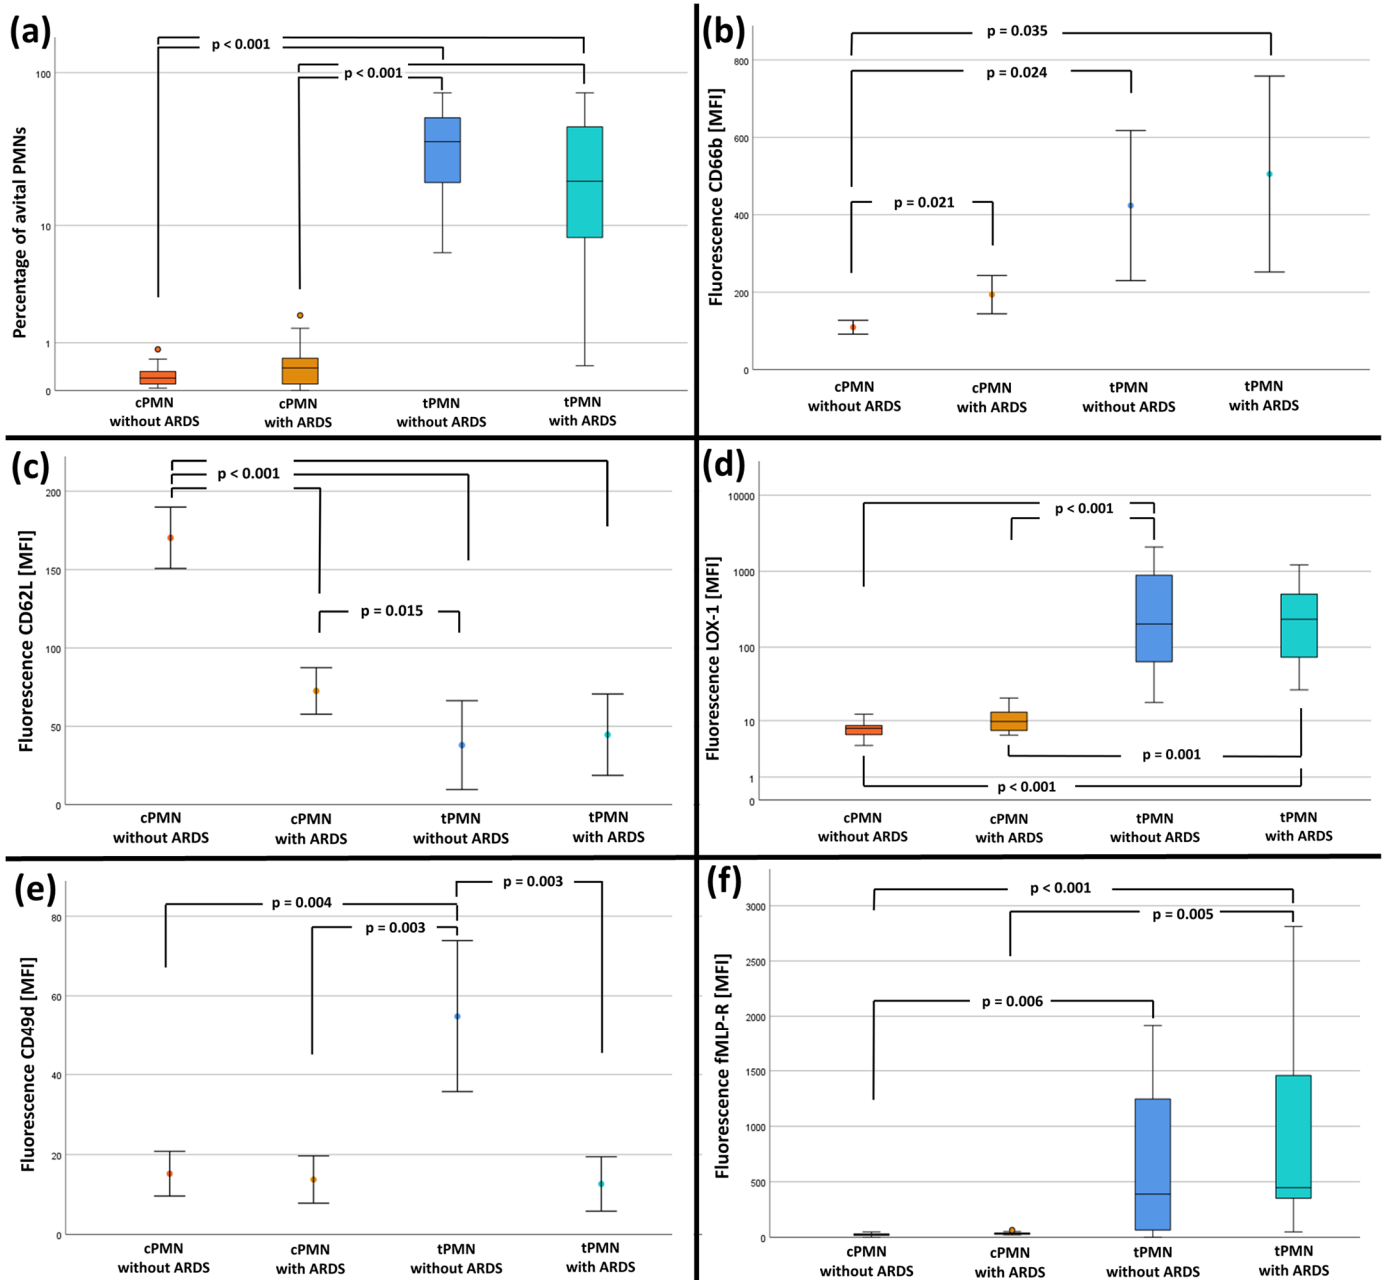 (a)
p < 0.001
p < 0.001
Percentage of avital PMNs
100
10
1
0
cPMN
without ARDS
cPMN
with ARDS
tPMN
without ARDS
tPMN
with ARDS
(b)
p = 0.035
p = 0.024
p = 0.021
Fluorescence CD66b [MFI]
800
600
400
200
0
cPMN
without ARDS
cPMN
with ARDS
tPMN
without ARDS
tPMN
with ARDS
(c)
p < 0.001
p = 0.015
Fluorescence CD62L [MFI]
200
150
100
50
0
cPMN
without ARDS
cPMN
with ARDS
tPMN
without ARDS
tPMN
with ARDS
(d)
p < 0.001
p = 0.001
p < 0.001
Fluorescence LOX-1 [MFI]
10000
1000
100
10
1
0
cPMN
without ARDS
cPMN
with ARDS
tPMN
without ARDS
tPMN
with ARDS
(e)
p = 0.003
p = 0.004
p = 0.003
Fluorescence CD49d [MFI]
80
60
40
20
0
cPMN
without ARDS
cPMN
with ARDS
tPMN
without ARDS
tPMN
with ARDS
(f)
p < 0.001
p = 0.005
p = 0.006
Fluorescence fMLP-R [MFI]
3000
2500
2000
1500
1000
500
0
cPMN
without ARDS
cPMN
with ARDS
tPMN
without ARDS
tPMN
with ARDS